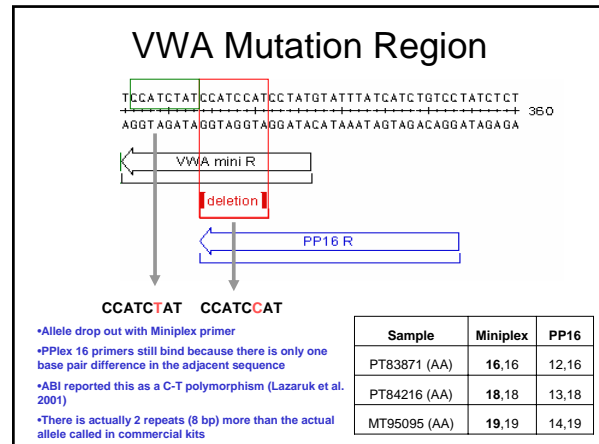 VWA Mutation Region
TCCATCTATCCATCCATCCTATGTATTTATCATCTGTCCTATCTCT
360
AGGTAGATAGGTAGGTAGGATACATAAATAGTAGACAGGATAGAGA
VWA mini R
deletion
PP16 R
CCATCTAT CCATCCAT
•Allele drop out with Miniplex primer
•PPlex 16 primers still bind because there is only one
base pair difference in the adjacent sequence
•ABI reported this as a C-T polymorphism (Lazaruk et al.
2001)
•There is actually 2 repeats (8 bp) more than the actual
allele called in commercial kits
Sample Miniplex PP16
PT83871 (AA) 16,16 12,16
PT84216 (AA) 18,18 13,18
MT95095 (AA) 19,19 14,19